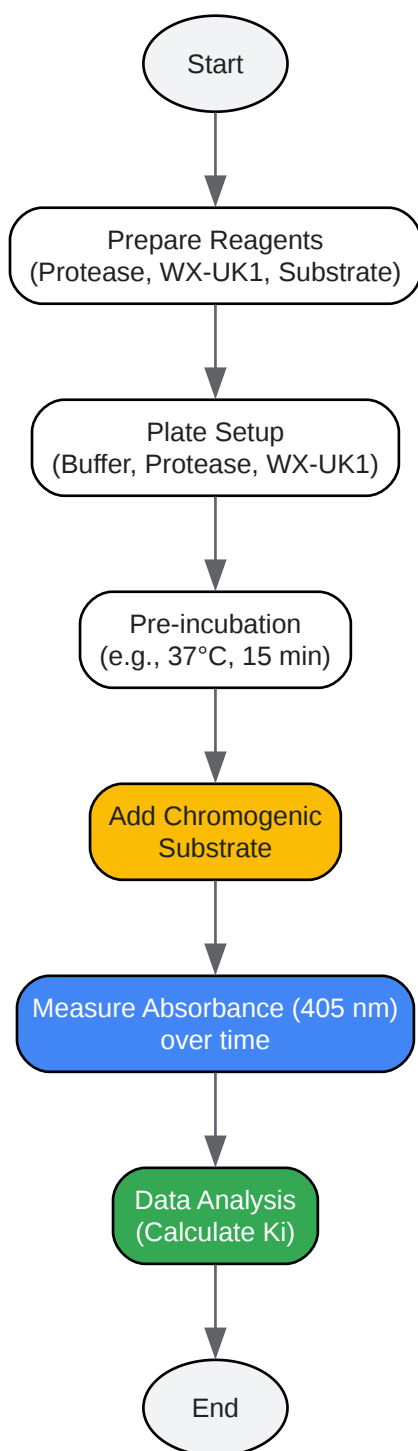 Start
Prepare Reagents
(Protease, WX-UK1, Substrate)
Plate Setup
(Buffer, Protease, WX-UK1)
Pre-incubation
(e.g., 37°C, 15 min)
Add Chromogenic
Substrate
Measure Absorbance (405 nm)
over time
Data Analysis
(Calculate Ki)
End